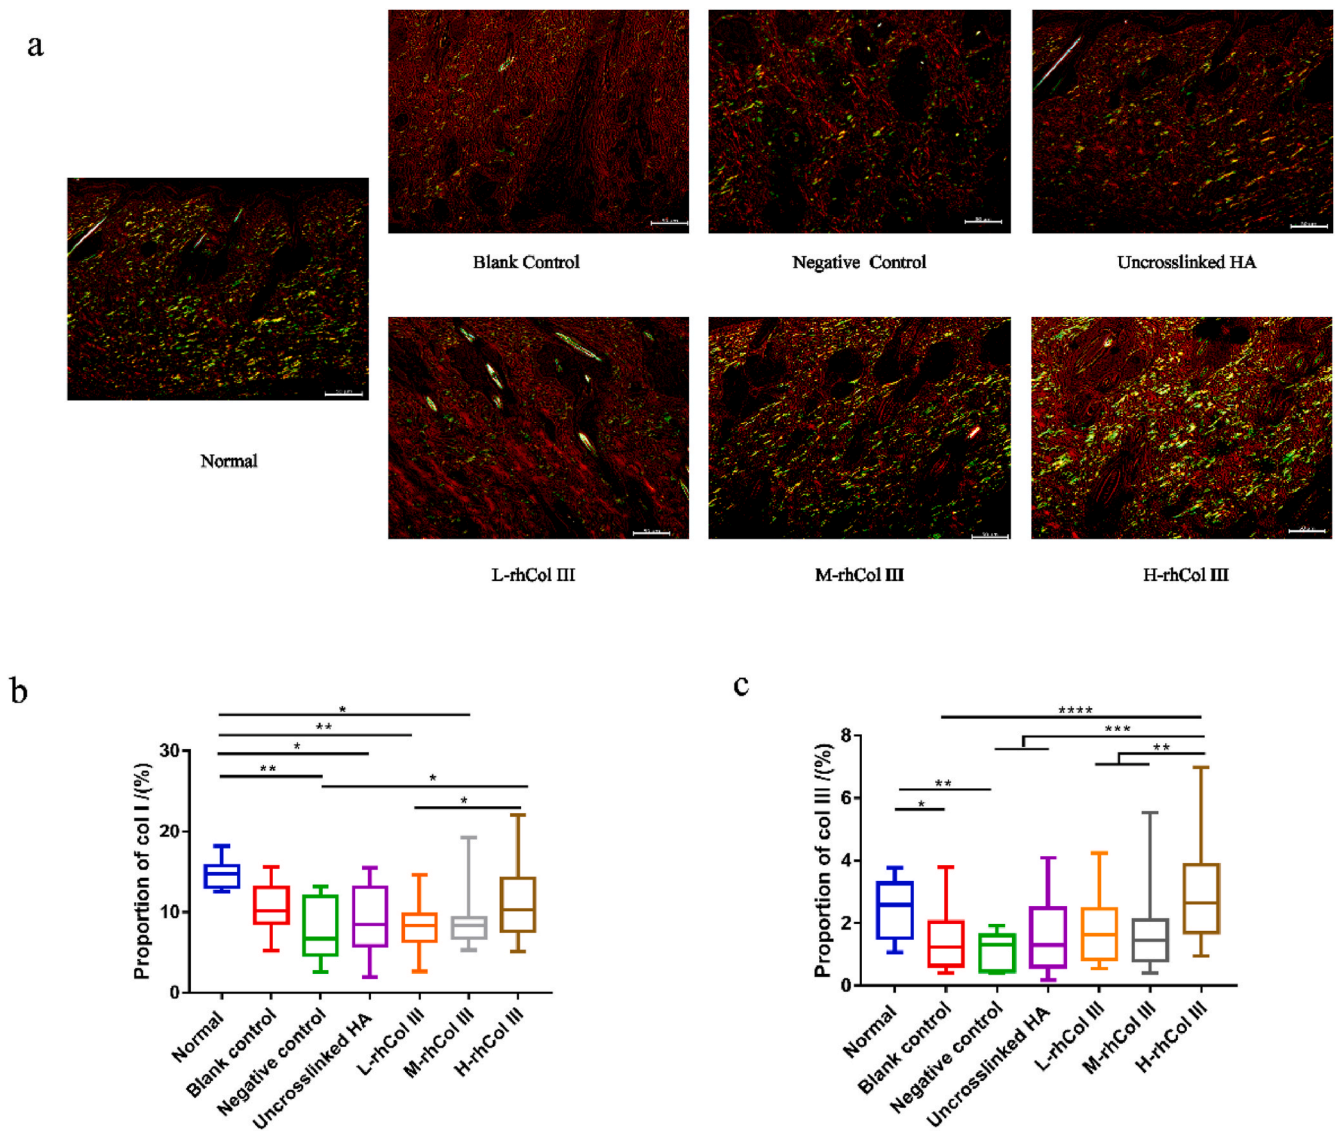 a
Blank Control
Negative Control
Uncrosslinked HA
Normal
L-rhCol III
M-rhCol III
H-rhCol III
b
Proportion of col I /(%)
30
20
10
0
*
**
*
**
*
*
Normal
Blank control
Negative control
Uncrosslinked HA
L-rhCol III
M-rhCol III
H-rhCol III
c
Proportion of col III /(%)
8
6
4
2
0
****
***
**
**
*
Normal
Blank control
Negative control
Uncrosslinked HA
L-rhCol III
M-rhCol III
H-rhCol III